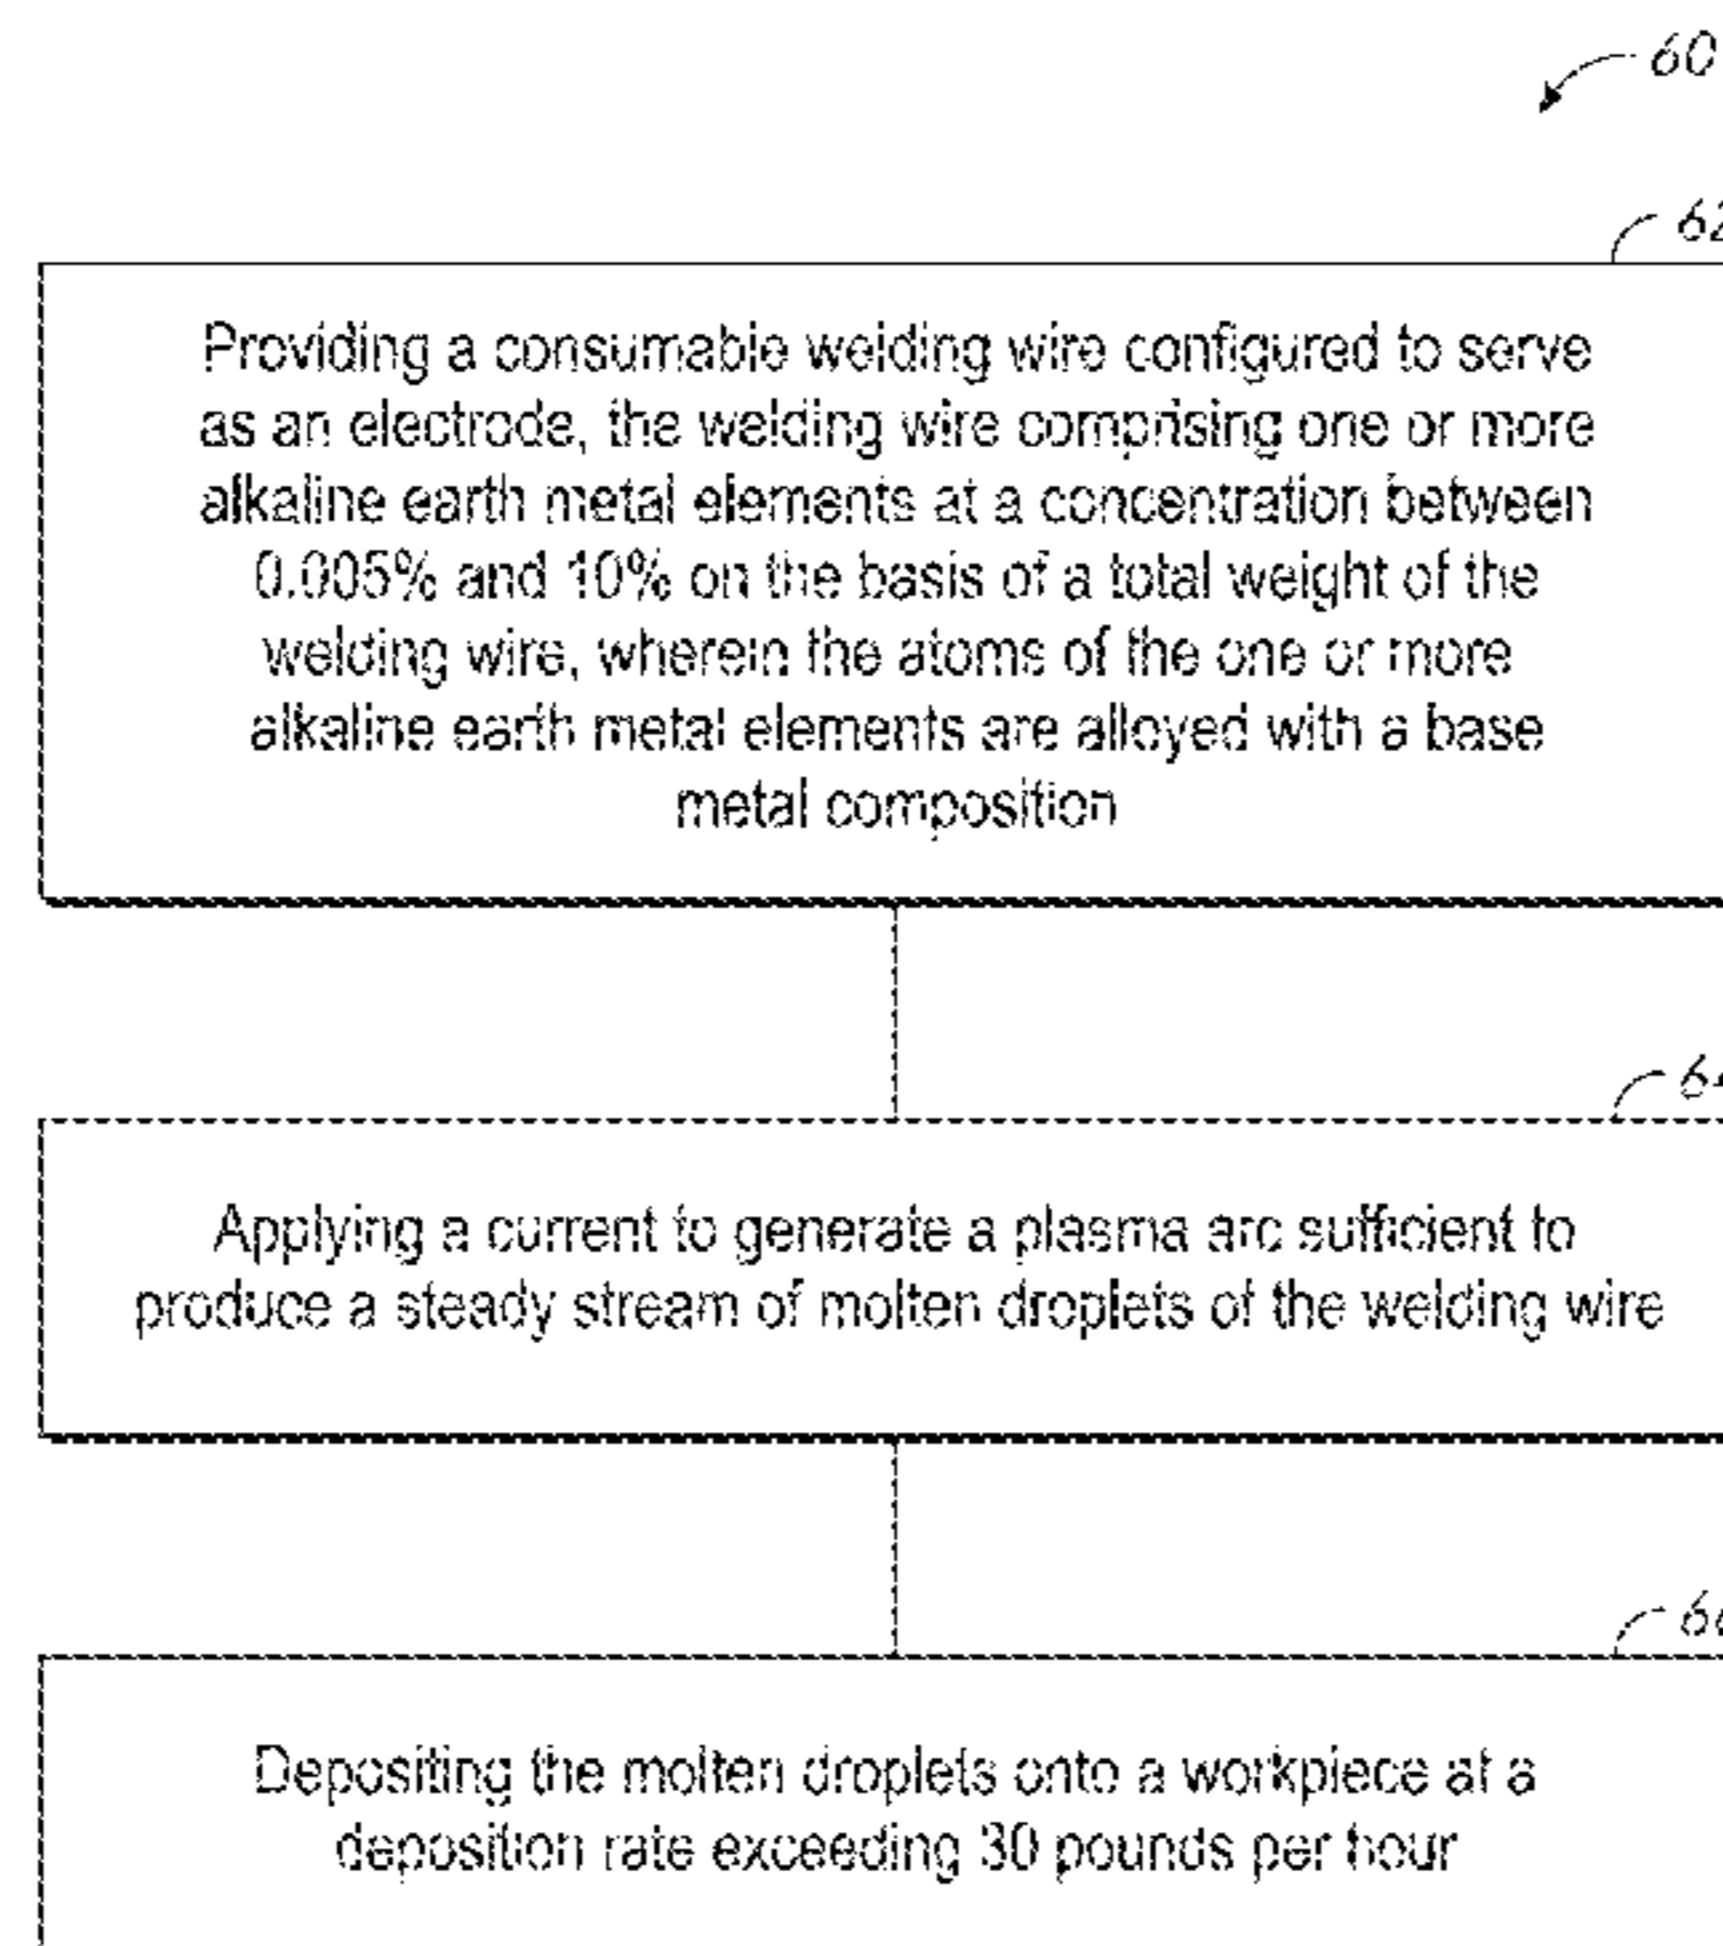 60
62
Providing a consumable welding wire configured to serve
as an electrode, the welding wire comprising one or more
alkaline earth metal elements at a concentration between
0.005% and 10% on the basis of a total weight of the
welding wire, wherein the atoms of the one or more
alkaline earth metal elements are alloyed with a base
metal composition
64
Applying a current to generate a plasma arc sufficient to
produce a steady stream of molten droplets of the welding wire
66
Depositing the molten droplets onto a workpiece at a
deposition rate exceeding 30 pounds per hour